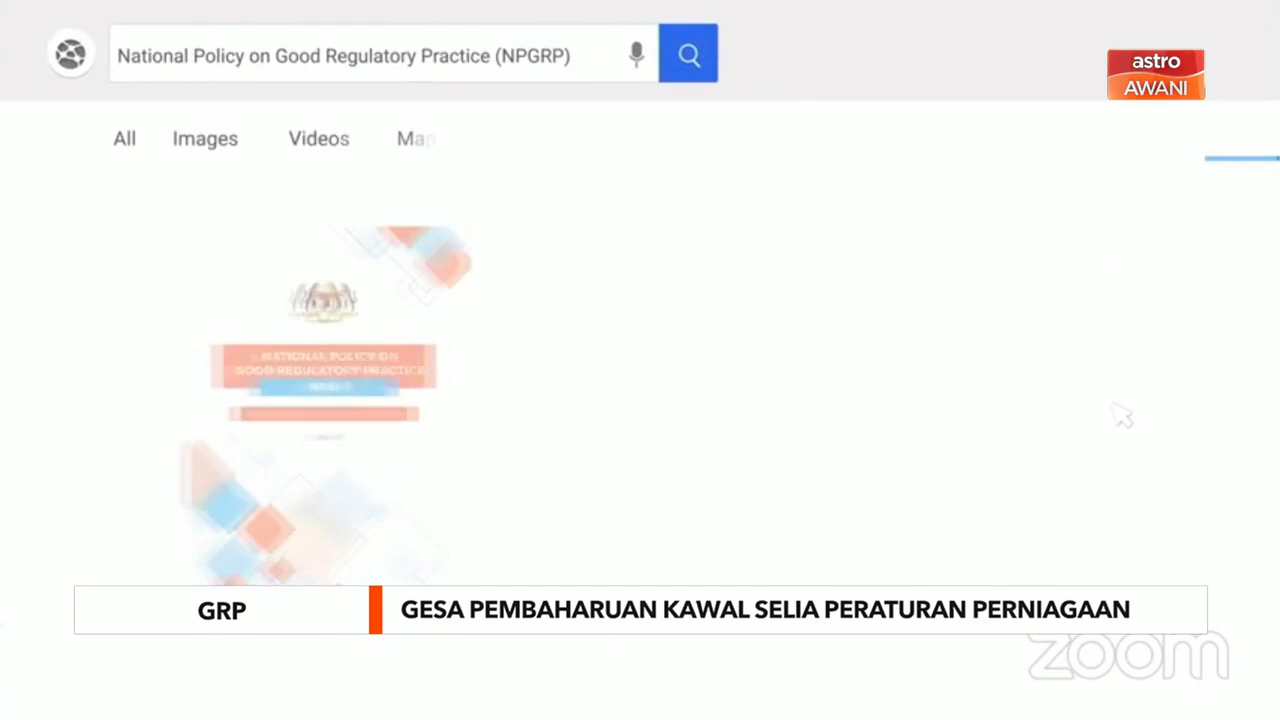 National Policy on Good Regulatory Practice (NPGRP)
astro
AWANI
All Images Videos Map
NATIONAL POLICY ON
GOOD REGULATORY PRACTICE
GRP
GESA PEMBAHARUAN KAWAL SELIA PERATURAN PERNIAGAAN
zoom